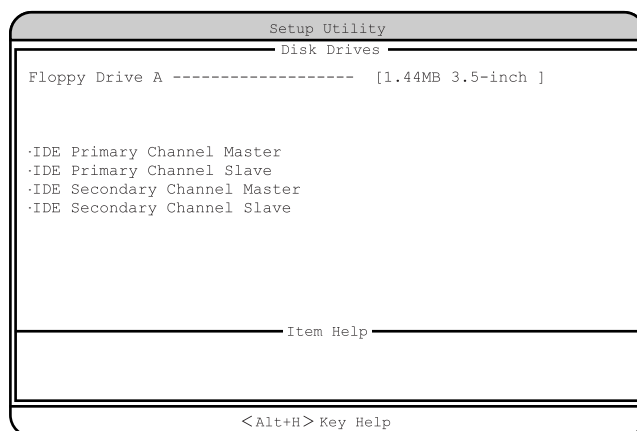 Setup Utility
Disk Drives
Floppy Drive A ------------------- [1.44MB 3.5-inch ]
·IDE Primary Channel Master
·IDE Primary Channel Slave
·IDE Secondary Channel Master
·IDE Secondary Channel Slave
Item Help
<Alt+H> Key Help